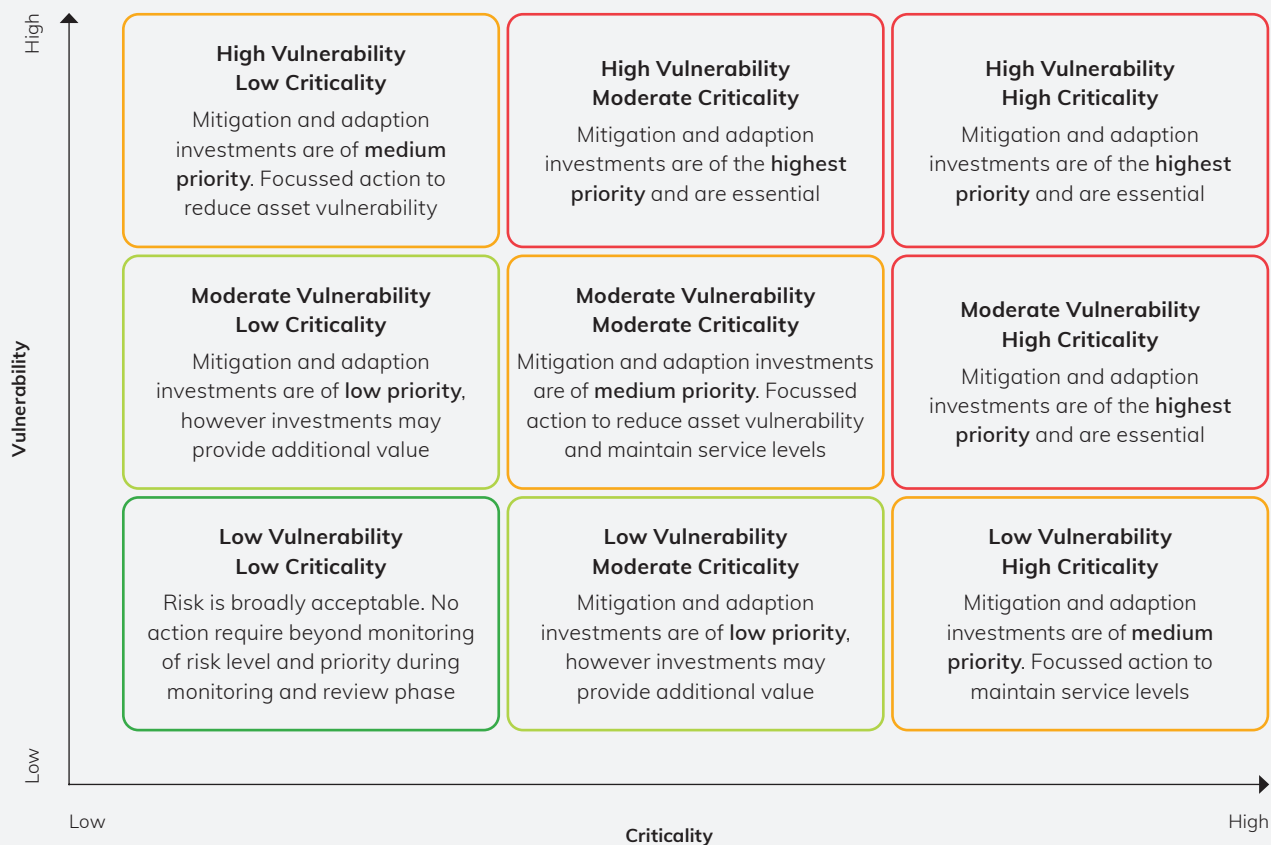 High
High Vulnerability
Low Criticality
Mitigation and adaption
investments are of medium
priority. Focussed action to
reduce asset vulnerability
High Vulnerability
Moderate Criticality
Mitigation and adaption
investments are of the highest
priority and are essential
High Vulnerability
High Criticality
Mitigation and adaption
investments are of the highest
priority and are essential
Vulnerability
Moderate Vulnerability
Low Criticality
Mitigation and adaption
investments are of low priority,
however investments may
provide additional value
Moderate Vulnerability
Moderate Criticality
Mitigation and adaption investments
are of medium priority. Focussed
action to reduce asset vulnerability
and maintain service levels
Moderate Vulnerability
High Criticality
Mitigation and adaption
investments are of the highest
priority and are essential
Low Vulnerability
Low Criticality
Risk is broadly acceptable. No
action require beyond monitoring
of risk level and priority during
monitoring and review phase
Low Vulnerability
Moderate Criticality
Mitigation and adaption
investments are of low priority,
however investments may
provide additional value
Low Vulnerability
High Criticality
Mitigation and adaption
investments are of medium
priority. Focussed action to
maintain service levels
Low
Low
Criticality
High